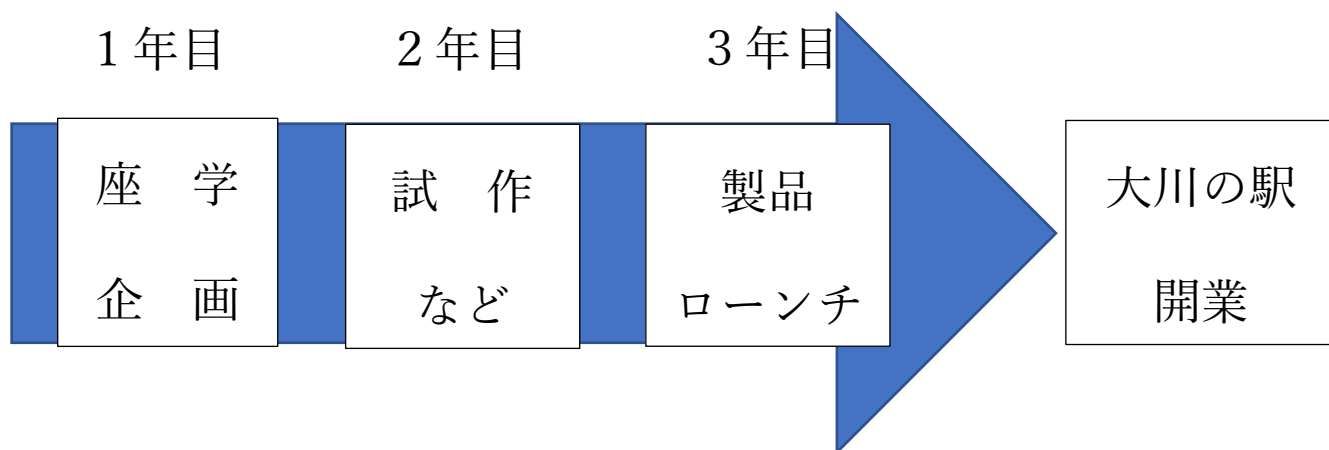 1年目
2年目
3年目
座　学
企　画
試　作
など
製品
ローンチ
大川の駅
開業